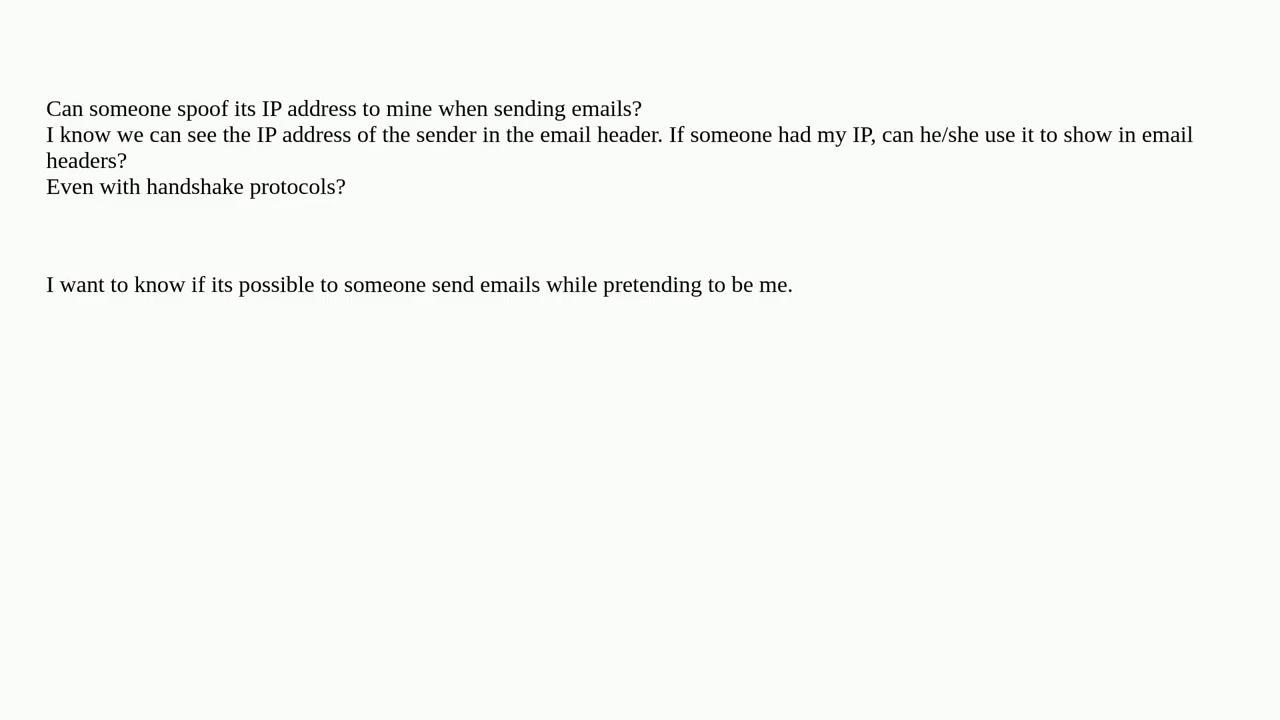 Can someone spoof its IP address to mine when sending emails?
I know we can see the IP address of the sender in the email header. If someone had my IP, can he/she use it to show in email
headers?
Even with handshake protocols?
I want to know if its possible to someone send emails while pretending to be me.